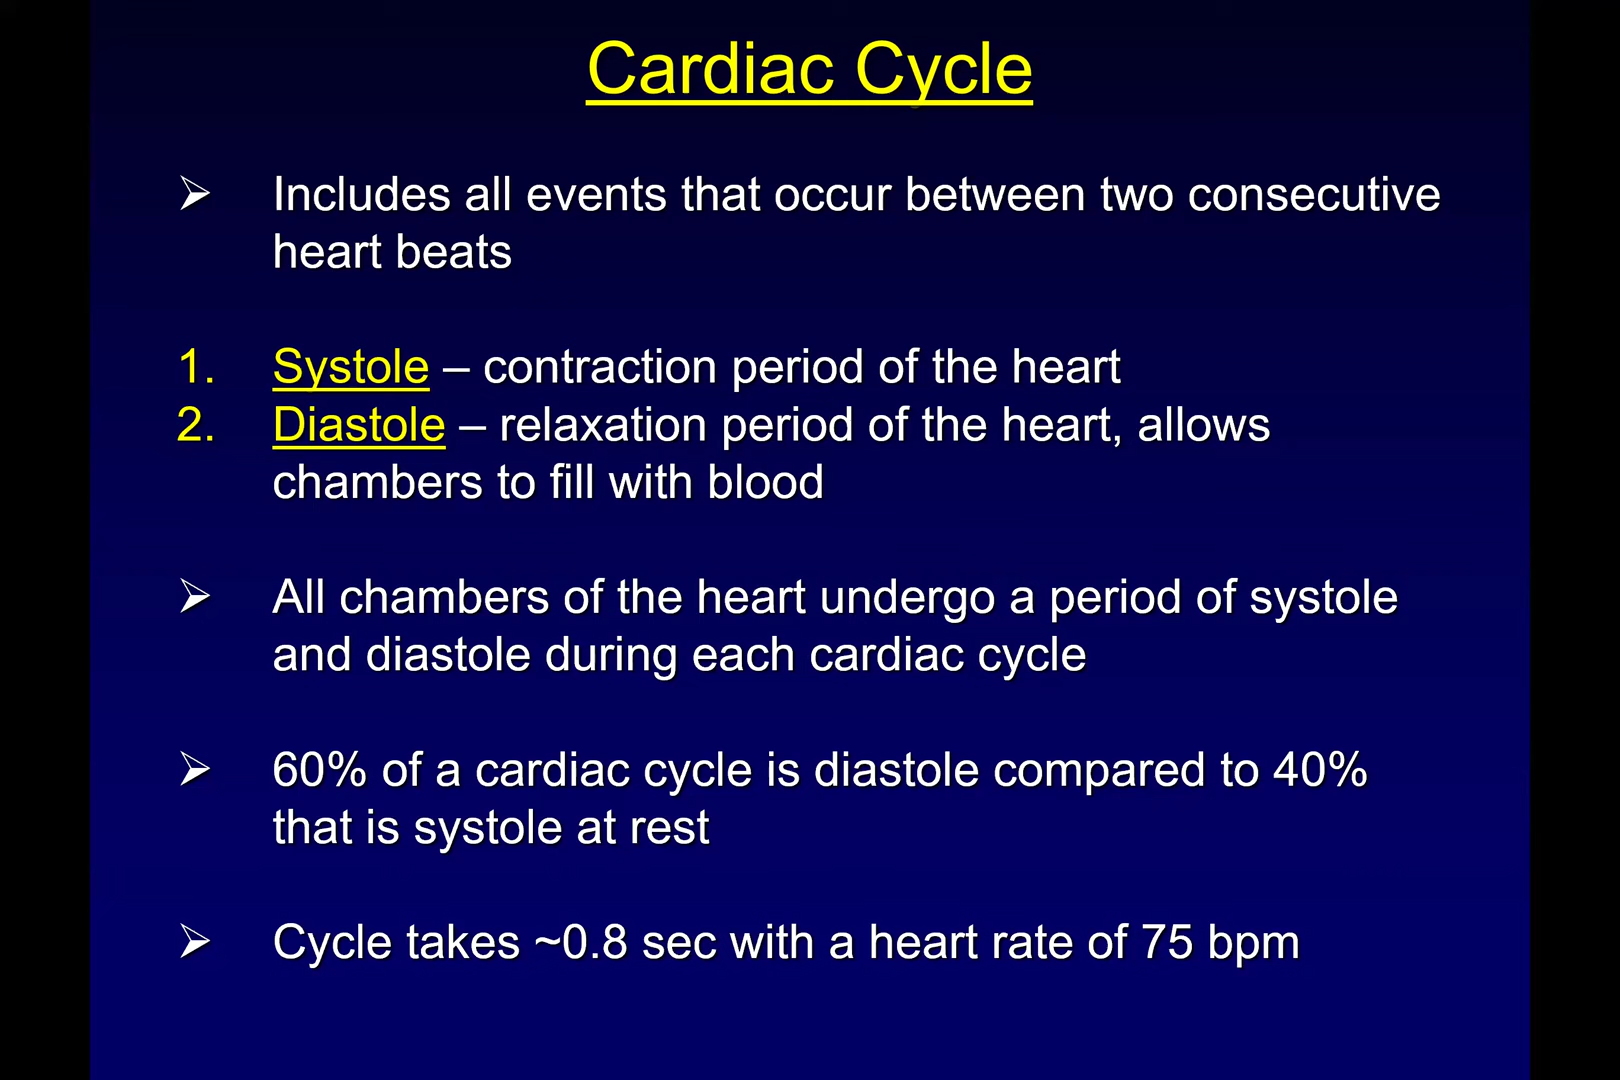 Cardiac Cycle
➢ Includes all events that occur between two consecutive
heart beats
1. Systole – contraction period of the heart
2. Diastole – relaxation period of the heart, allows
chambers to fill with blood
➢ All chambers of the heart undergo a period of systole
and diastole during each cardiac cycle
➢ 60% of a cardiac cycle is diastole compared to 40%
that is systole at rest
➢ Cycle takes ~0.8 sec with a heart rate of 75 bpm